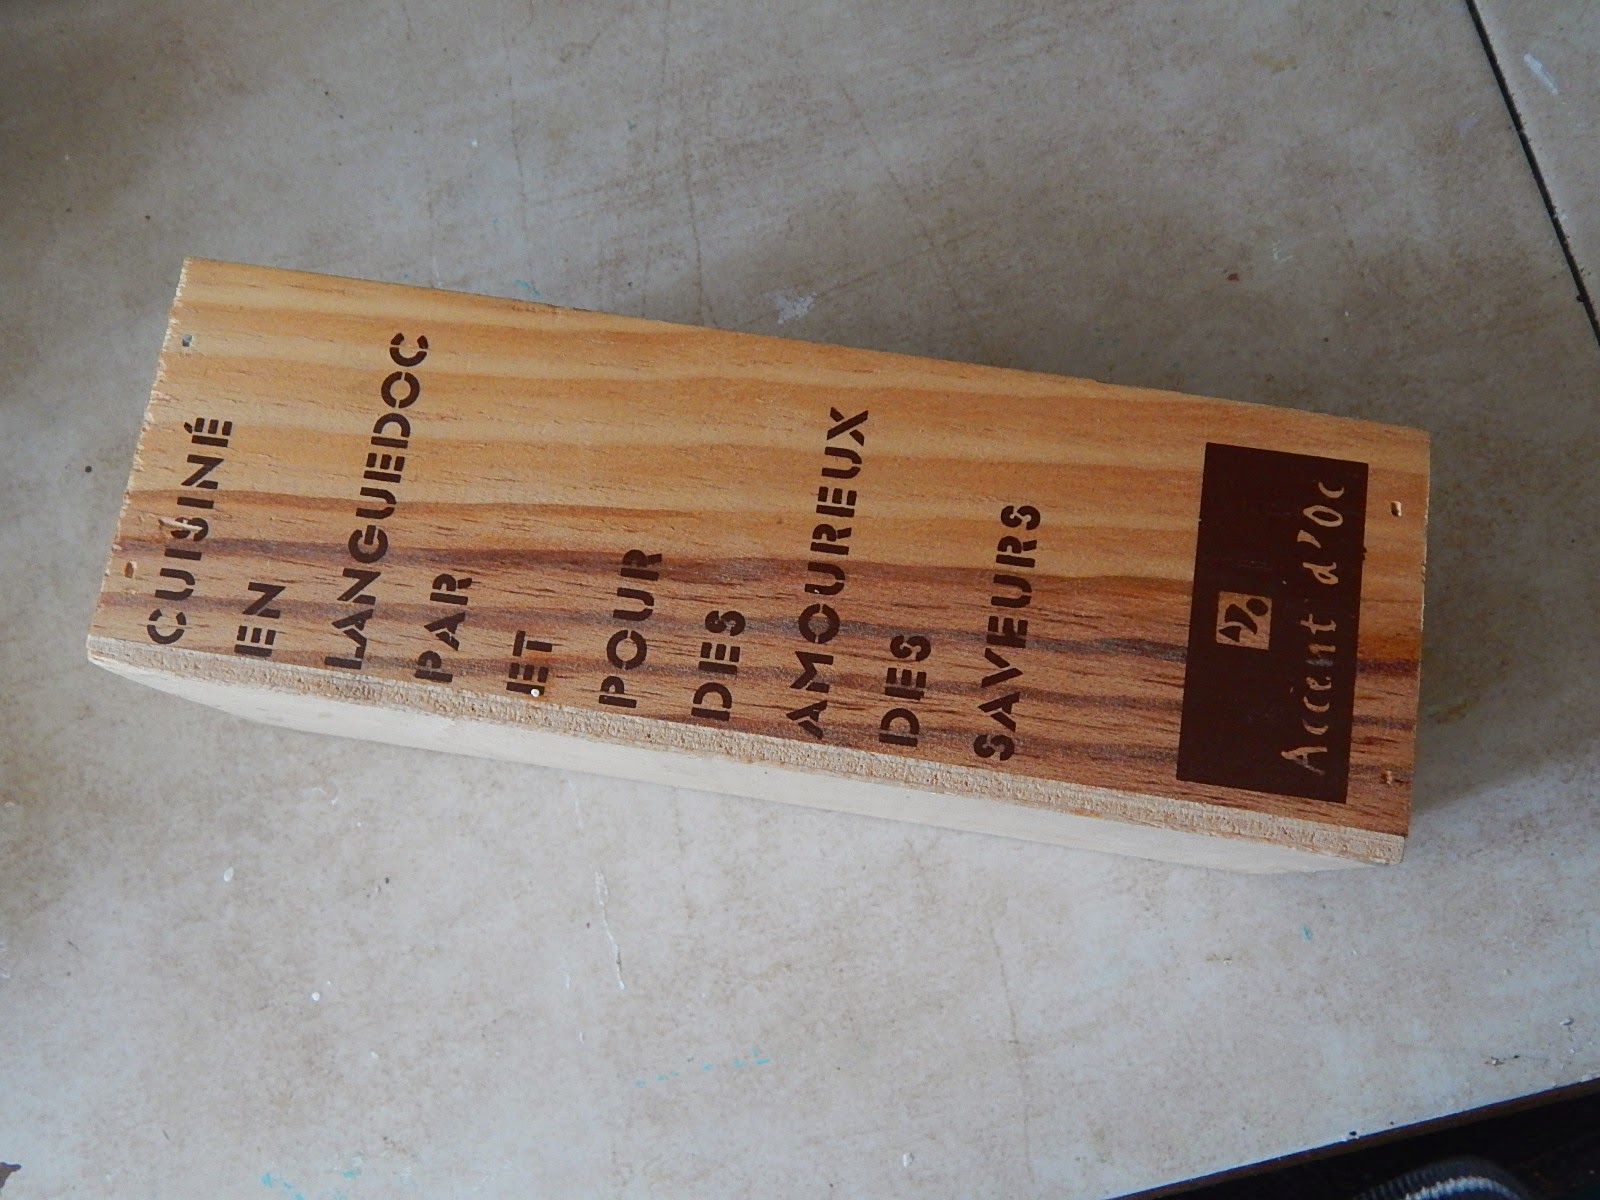 CUISINÉ
EN
LANGUEDOC
PAR
ET
POUR
DES
AMOUREUX
DES
SAVEURS
Accent d'Oc